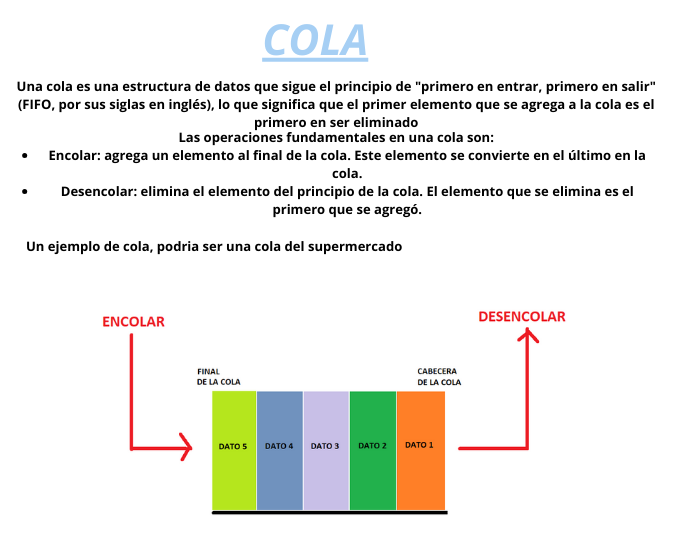 COLA
Una cola es una estructura de datos que sigue el principio de "primero en entrar, primero en salir"
(FIFO, por sus siglas en inglés), lo que significa que el primer elemento que se agrega a la cola es el
primero en ser eliminado
Las operaciones fundamentales en una cola son:
• Encolar: agrega un elemento al final de la cola. Este elemento se convierte en el último en la
cola.
• Desencolar: elimina el elemento del principio de la cola. El elemento que se elimina es el
primero que se agregó.
Un ejemplo de cola, podria ser una cola del supermercado
ENCOLAR
DESENCOLAR
FINAL
DE LA COLA
CABECERA
DE LA COLA
DATO 5
DATO 4
DATO 3
DATO 2
DATO 1